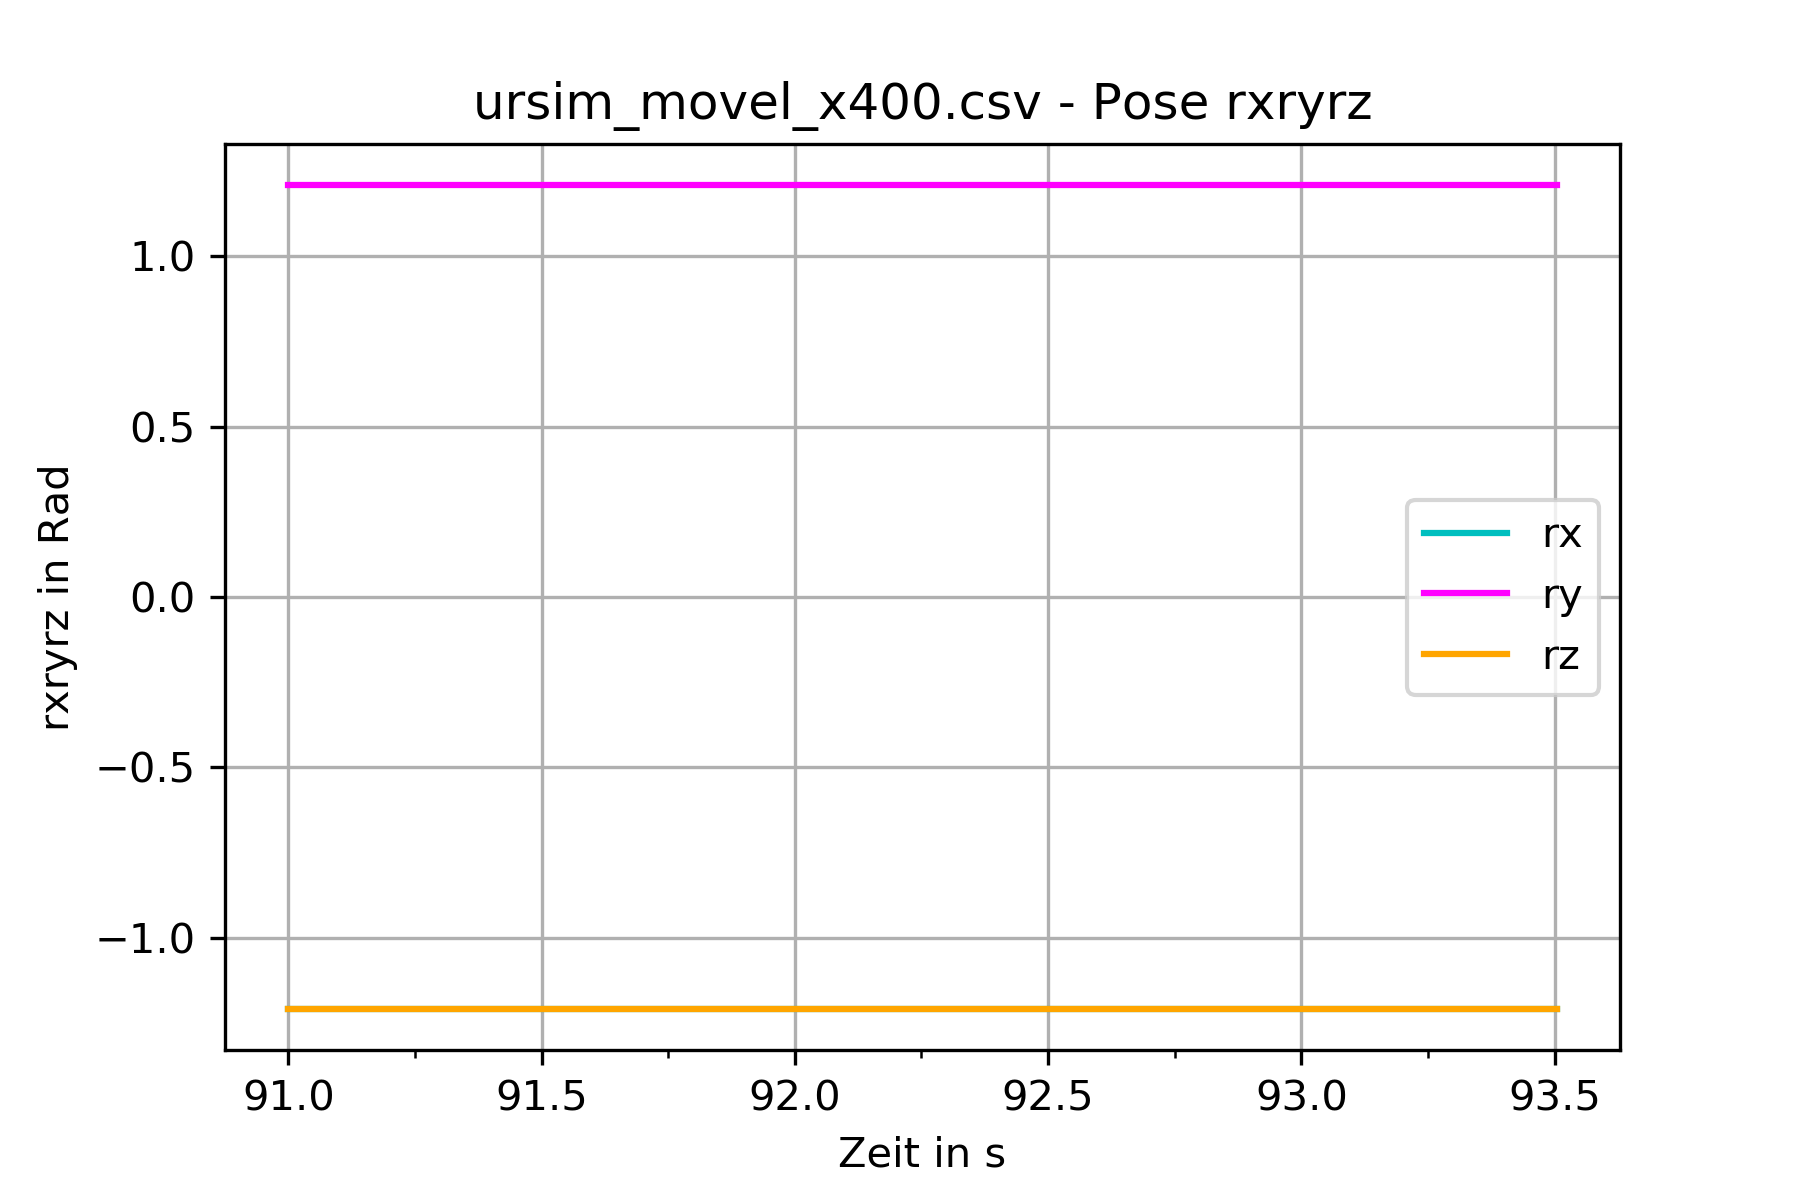 ursim_movel_x400.csv - Pose rxryrz
rxryrz in Rad
1.0
0.5
0.0
−0.5
−1.0
rx
ry
rz
91.0 91.5 92.0 92.5 93.0 93.5
Zeit in s